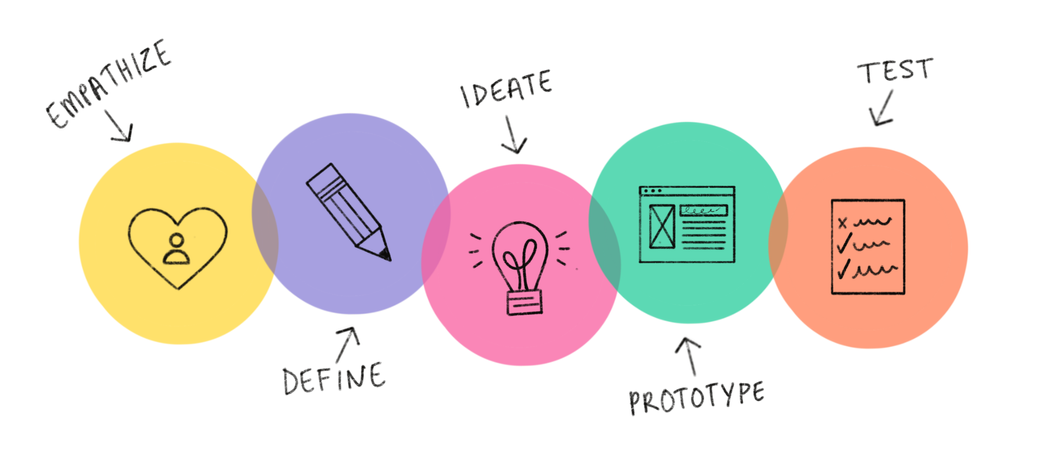 EMPATHIZE
DEFINE
IDEATE
PROTOTYPE
TEST